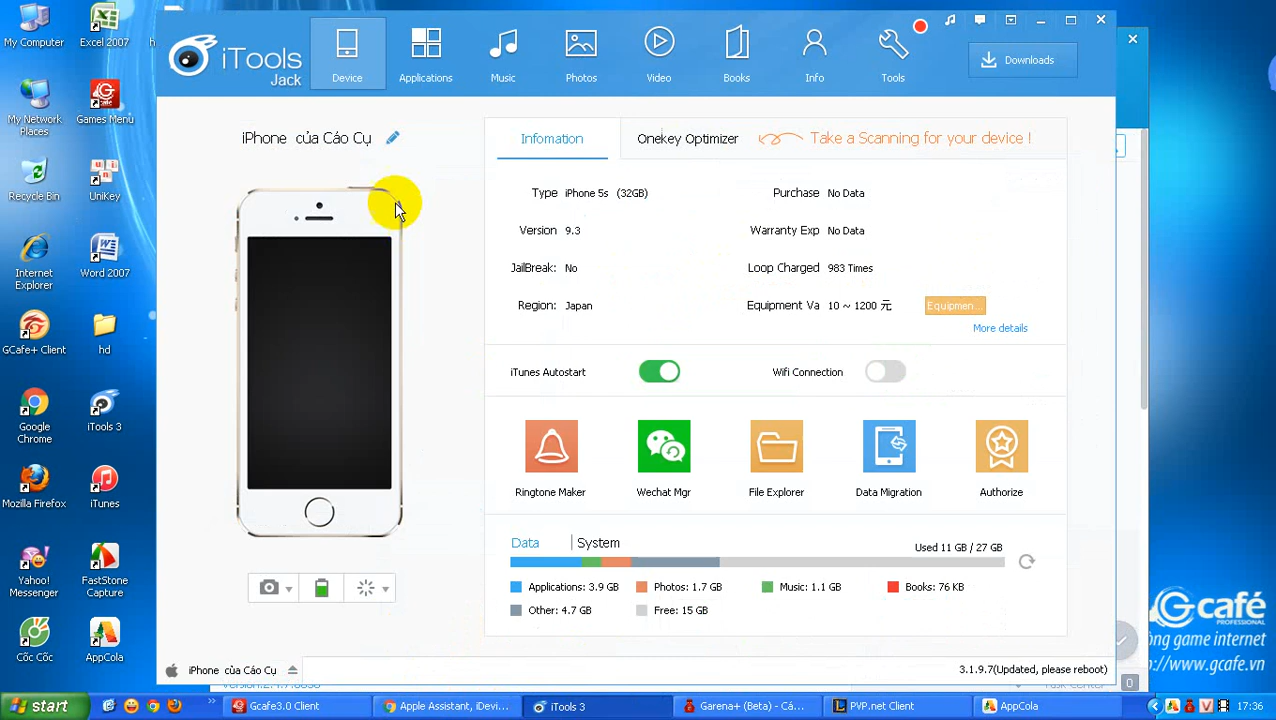 My Computer
Excel 2007
h
My Network
Places
Games Menu
Recycle Bin
UniKey
Internet
Explorer
Word 2007
GCafe+ Client
hd
Google
Chrome
iTools 3
Mozilla Firefox
iTunes
Yahoo!
Messenger
FastStone
Capture
Cốc Cốc
AppCola
iTools
Jack
Device
Applications
Music
Photos
Video
Books
Info
Tools
Downloads
iPhone của Cáo Cụ
Infomation
Onekey Optimizer
Take a Scanning for your device !
Type iPhone 5s (32GB)
Purchase No Data
Version 9.3
Warranty Exp No Data
JailBreak: No
Loop Charged 983 Times
Region: Japan
Equipment Va 10 ~ 1200 元
Equipmen...
More details
iTunes Autostart
Wifi Connection
Ringtone Maker
Wechat Mgr
File Explorer
Data Migration
Authorize
Data
System
Used 11 GB / 27 GB
Applications: 3.9 GB
Photos: 1.7 GB
Music: 1.1 GB
Books: 76 KB
Other: 4.7 GB
Free: 15 GB
iPhone của Cáo Cụ
3.1.9.7(Updated, please reboot)
0
Gcafé
PROFESSIONAL
òng game internet
://www.gcafe.vn
start
Gcafe3.0 Client
Apple Assistant, iDevi...
iTools 3
Garena+ (Beta) - Cá...
PVP.net Client
AppCola
17:36